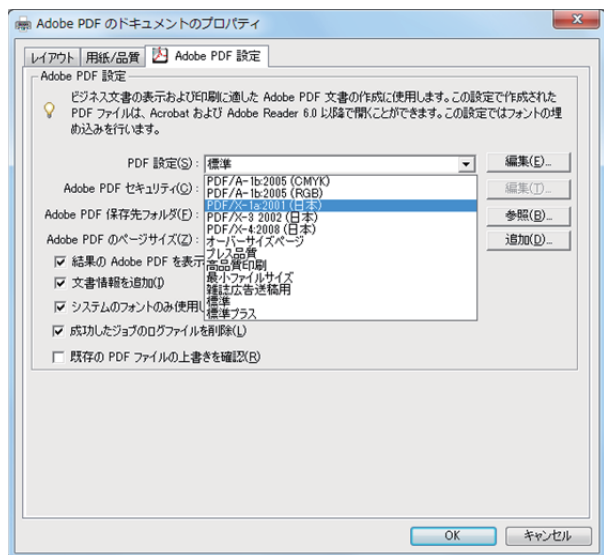 Adobe PDF のドキュメントのプロパティ
レイアウト 用紙/品質 Adobe PDF 設定
Adobe PDF 設定
ビジネス文書の表示および印刷に適した Adobe PDF 文書の作成に使用します。この設定で作成された
PDF ファイルは、Acrobat および Adobe Reader 6.0 以降で開くことができます。この設定ではフォントの埋
め込みを行います。
PDF 設定(S): 標準 編集(E)...
Adobe PDF セキュリティ(C): 編集(T)...
Adobe PDF 保存先フォルダ(F): 参照(B)...
Adobe PDF のページサイズ(Z): 追加(D)...
PDF/A-1b:2005 (CMYK)
PDF/A-1b:2005 (RGB)
PDF/X-1a:2001 (日本)
PDF/X-3 2002 (日本)
PDF/X-4:2008 (日本)
オーバーサイズページ
プレス品質
高品質印刷
最小ファイルサイズ
雑誌広告送稿用
標準
標準プラス
結果の Adobe PDF を表示
文書情報を追加(I)
システムのフォントのみ使用し
成功したジョブのログファイルを削除(L)
既存の PDF ファイルの上書きを確認(R)
OK キャンセル